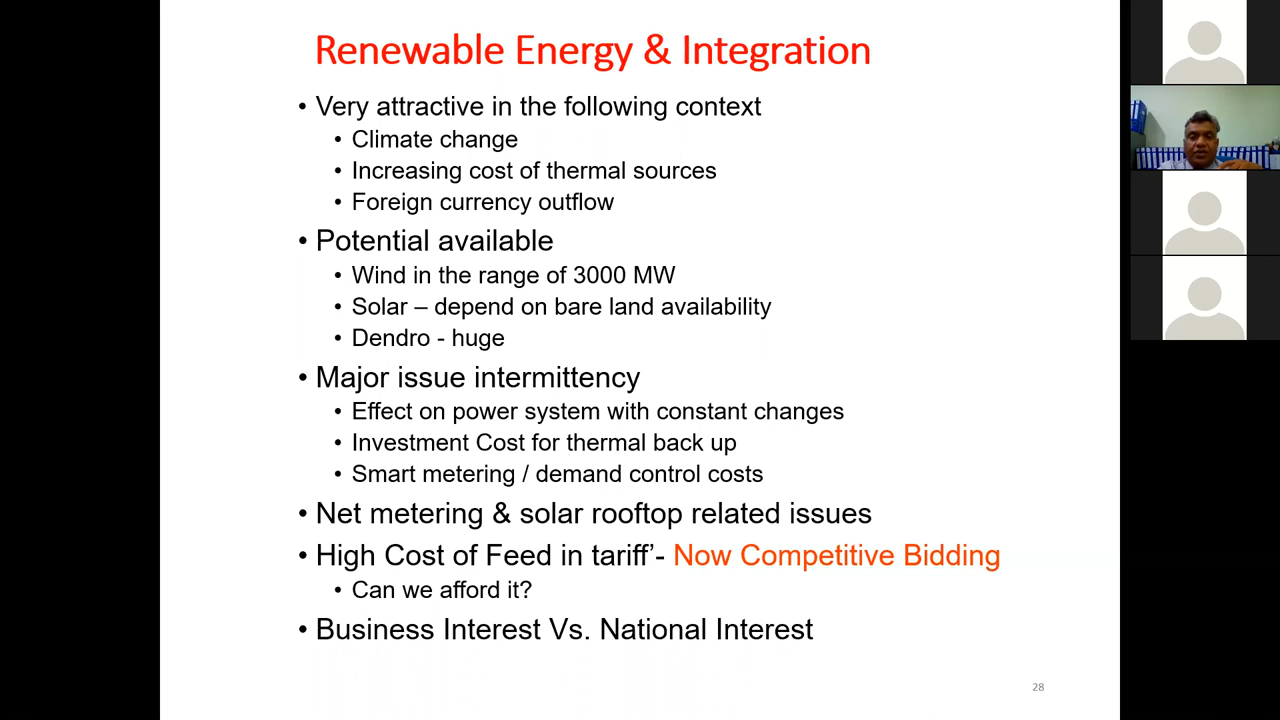 Renewable Energy & Integration
• Very attractive in the following context
• Climate change
• Increasing cost of thermal sources
• Foreign currency outflow
• Potential available
• Wind in the range of 3000 MW
• Solar – depend on bare land availability
• Dendro - huge
• Major issue intermittency
• Effect on power system with constant changes
• Investment Cost for thermal back up
• Smart metering / demand control costs
• Net metering & solar rooftop related issues
• High Cost of Feed in tariff’- Now Competitive Bidding
• Can we afford it?
• Business Interest Vs. National Interest
28